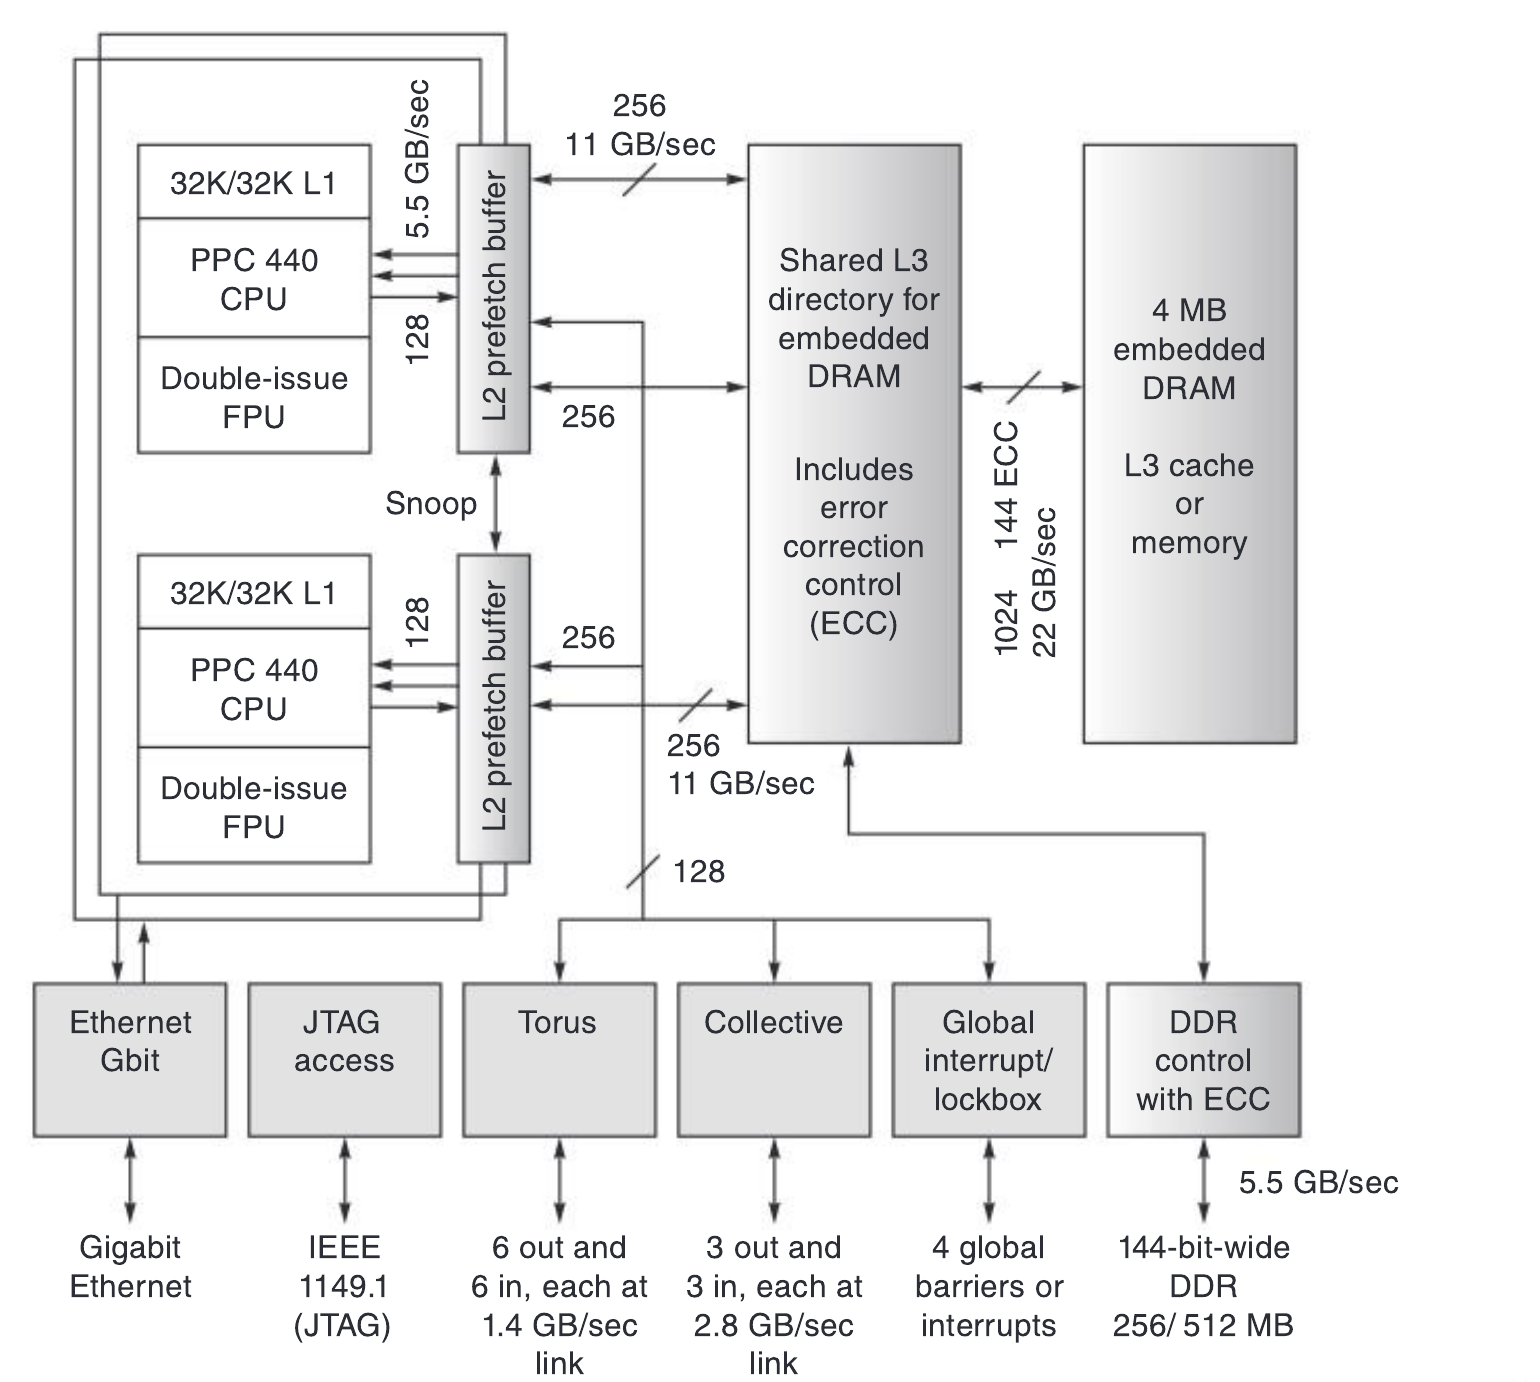 256
11 GB/sec
5.5 GB/sec
32K/32K L1
PPC 440
CPU
Double-issue
FPU
128
L2 prefetch buffer
256
Shared L3
directory for
embedded
DRAM
Includes
error
correction
control
(ECC)
1024 144 ECC
22 GB/sec
4 MB
embedded
DRAM
L3 cache
or
memory
Snoop
32K/32K L1
PPC 440
CPU
Double-issue
FPU
128
L2 prefetch buffer
256
256
11 GB/sec
128
Ethernet
Gbit
JTAG
access
Torus
Collective
Global
interrupt/
lockbox
DDR
control
with ECC
5.5 GB/sec
Gigabit
Ethernet
IEEE
1149.1
(JTAG)
6 out and
6 in, each at
1.4 GB/sec
link
3 out and
3 in, each at
2.8 GB/sec
link
4 global
barriers or
interrupts
144-bit-wide
DDR
256/ 512 MB